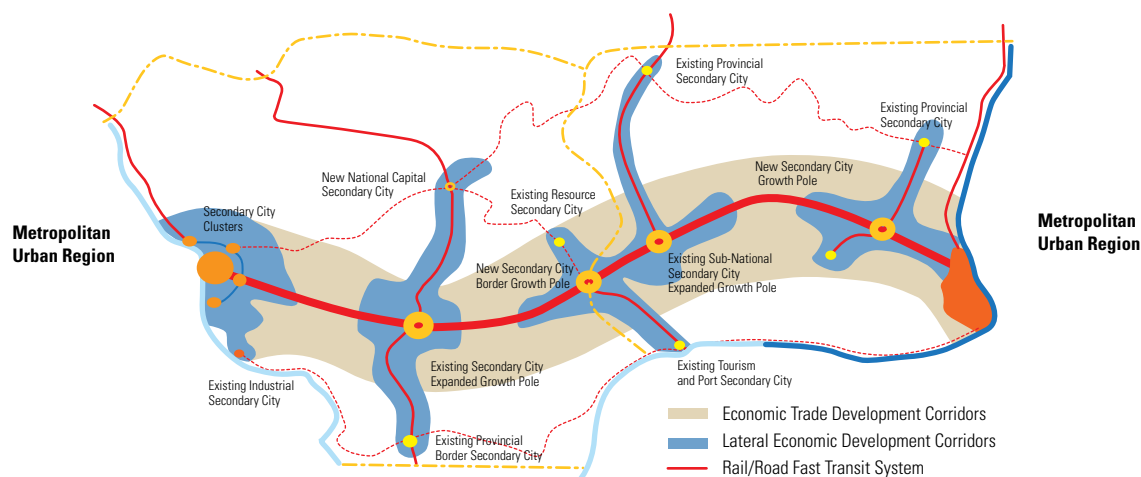 Existing Provincial
Secondary City
Existing Provincial
Secondary City
New Secondary City
Growth Pole
New National Capital
Secondary City
Existing Resource
Secondary City
Secondary City
Clusters
Metropolitan
Urban Region
Metropolitan
Urban Region
New Secondary City
Border Growth Pole
Existing Sub-National
Secondary City
Expanded Growth Pole
Existing Secondary City
Expanded Growth Pole
Existing Tourism
and Port Secondary City
Existing Industrial
Secondary City
Existing Provincial
Border Secondary City
Economic Trade Development Corridors
Lateral Economic Development Corridors
Rail/Road Fast Transit System